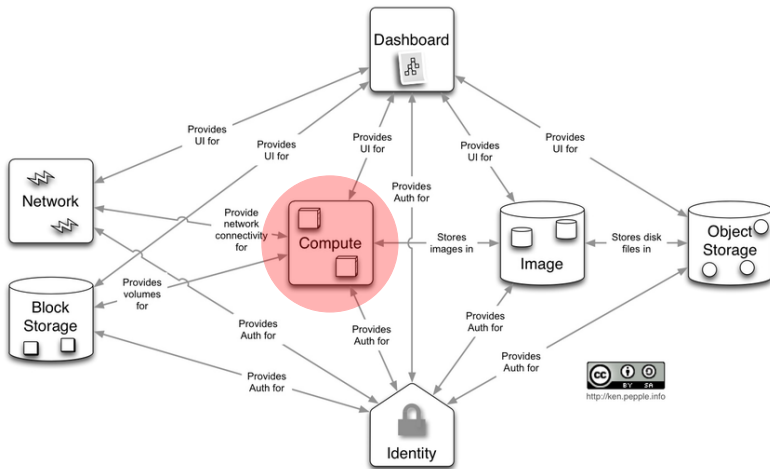 Dashboard
Provides
UI for
Provides
UI for
Provides
UI for
Provides
UI for
Provides
UI for
Provides
Auth for
Network
Provide
network
connectivity
for
Compute
Stores
images in
Image
Stores disk
files in
Object
Storage
Block
Storage
Provides
volumes
for
Provides
Auth for
Provides
Auth for
Provides
Auth for
Provides
Auth for
Provides
Auth for
cc
BY SA
http://ken.pepple.info
Identity